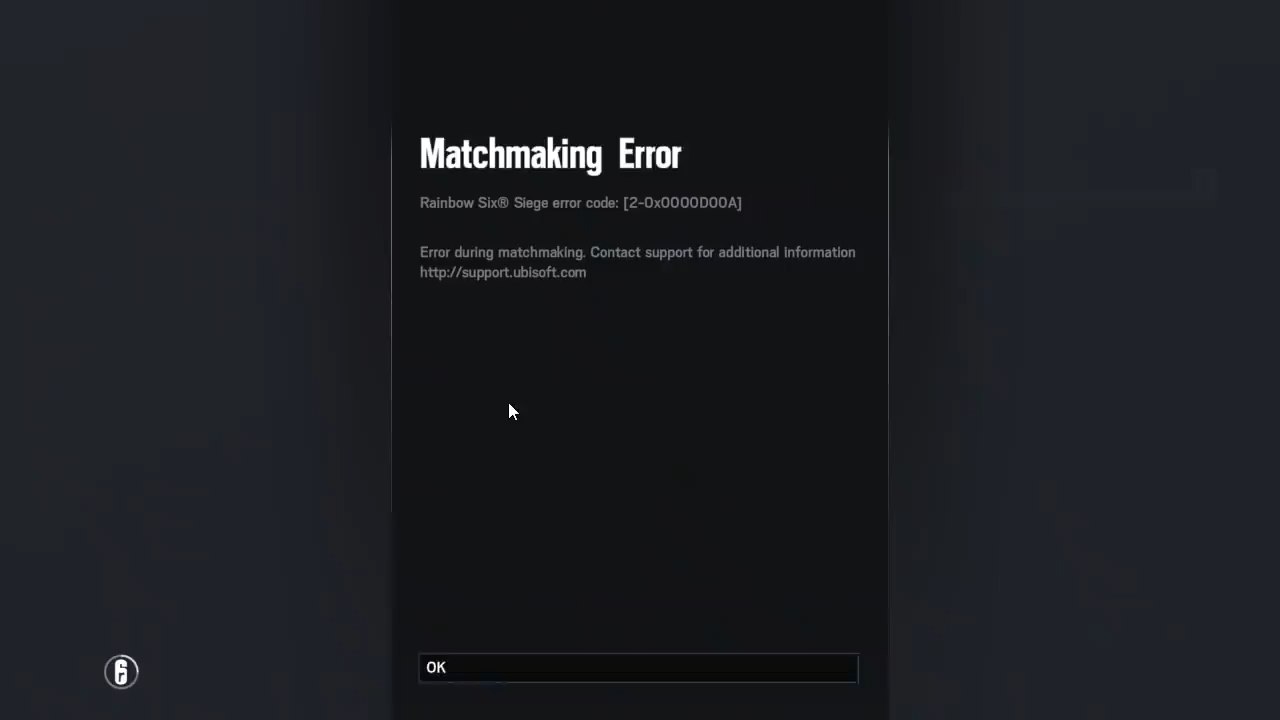 Matchmaking Error
Rainbow Six® Siege error code: [2-0x0000D00A]
Error during matchmaking. Contact support for additional information
http://support.ubisoft.com
OK
6